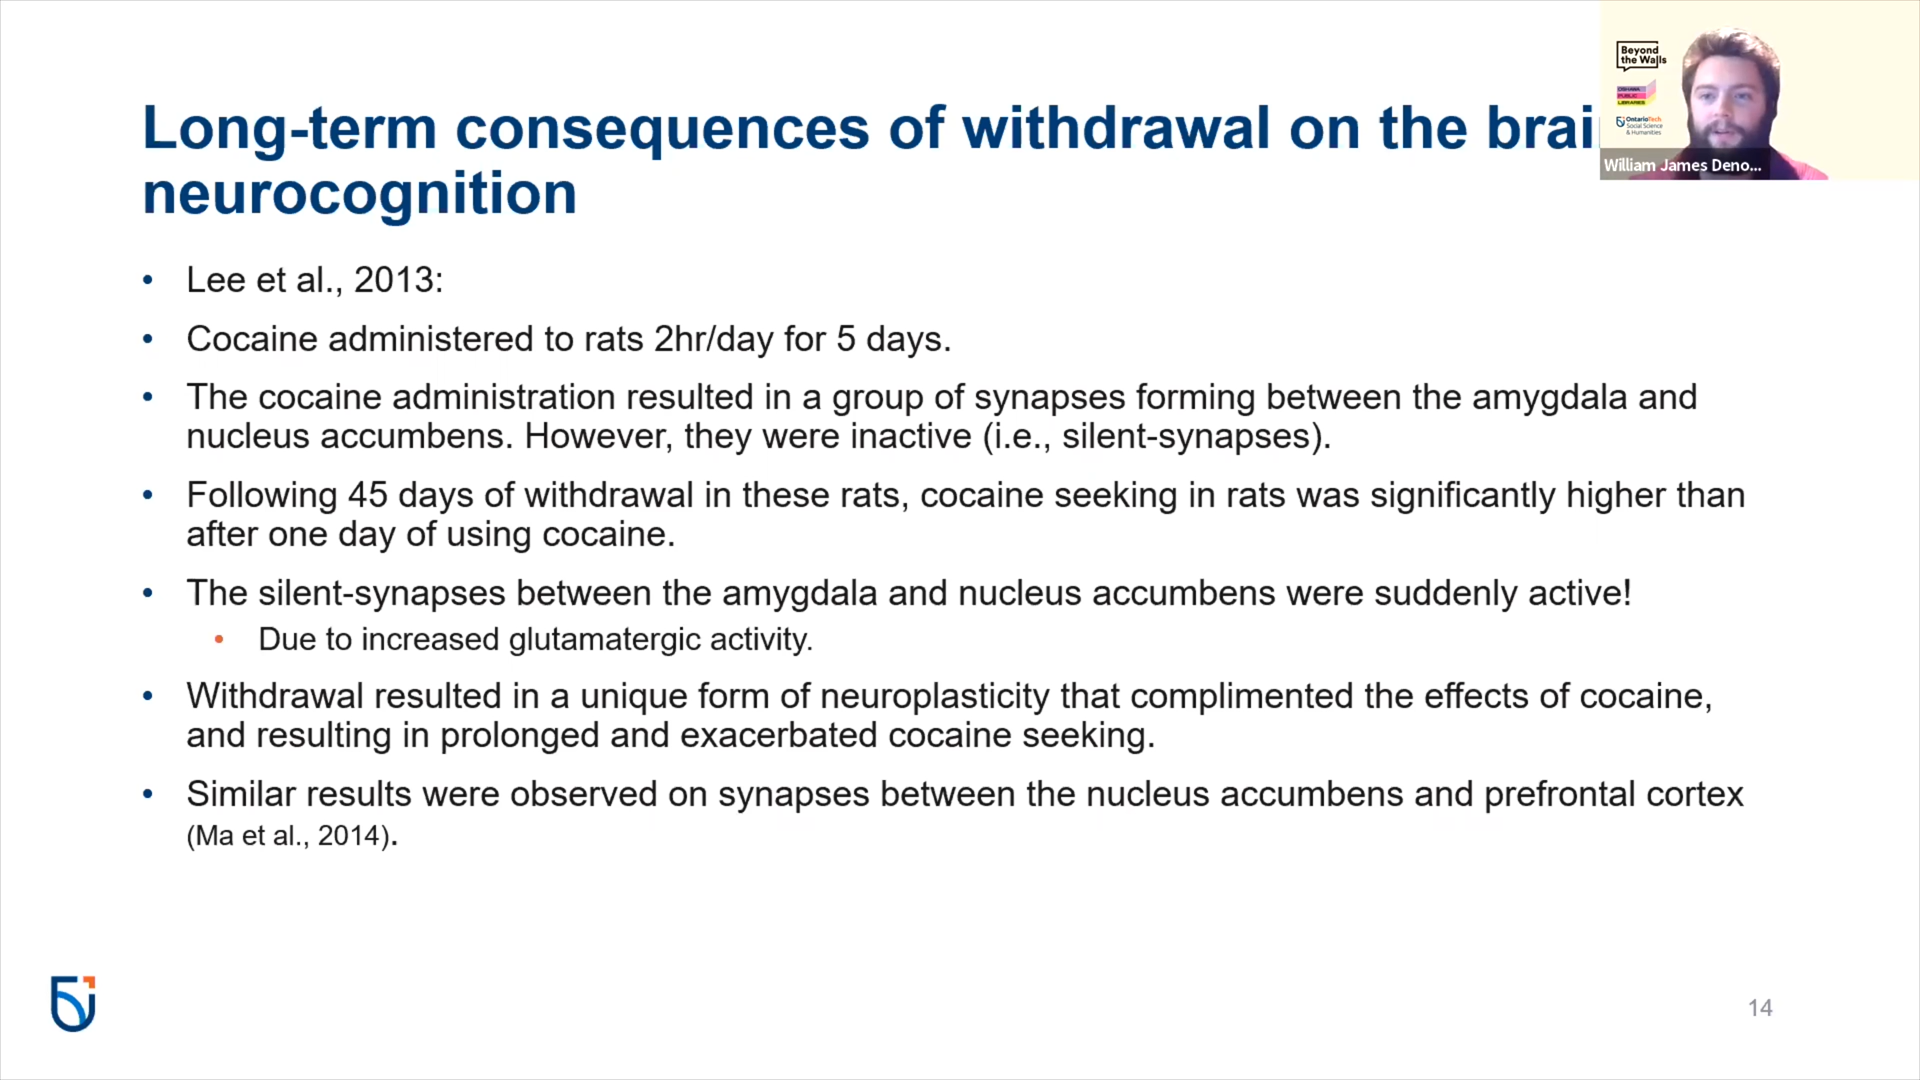 Beyond
the Walls
OSHAWA
PUBLIC
LIBRARIES
OntarioTech
Social Science
& Humanities
William James Deno...
Long-term consequences of withdrawal on the brai
neurocognition
• Lee et al., 2013:
• Cocaine administered to rats 2hr/day for 5 days.
• The cocaine administration resulted in a group of synapses forming between the amygdala and
nucleus accumbens. However, they were inactive (i.e., silent-synapses).
• Following 45 days of withdrawal in these rats, cocaine seeking in rats was significantly higher than
after one day of using cocaine.
• The silent-synapses between the amygdala and nucleus accumbens were suddenly active!
• Due to increased glutamatergic activity.
• Withdrawal resulted in a unique form of neuroplasticity that complimented the effects of cocaine,
and resulting in prolonged and exacerbated cocaine seeking.
• Similar results were observed on synapses between the nucleus accumbens and prefrontal cortex
(Ma et al., 2014).
14